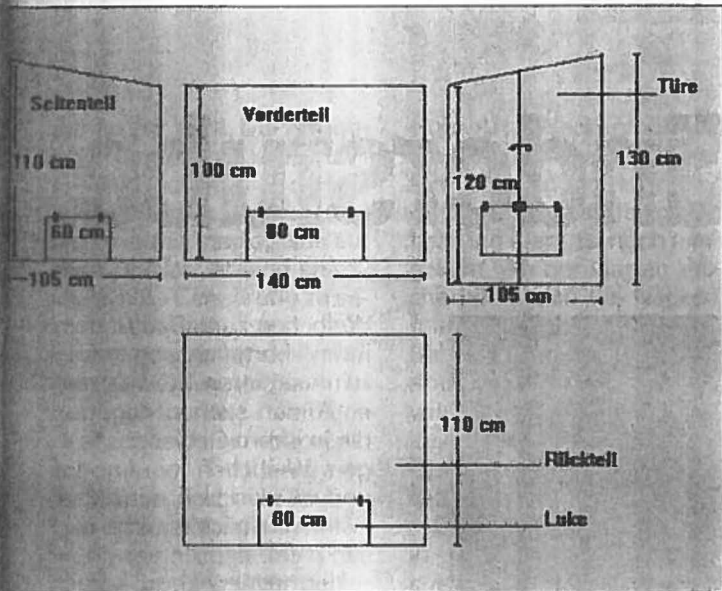 Seitenteil
110 cm
60 cm
105 cm
Vorderteil
100 cm
80 cm
140 cm
Türe
130 cm
120 cm
105 cm
110 cm
Rückteil
80 cm
Luke